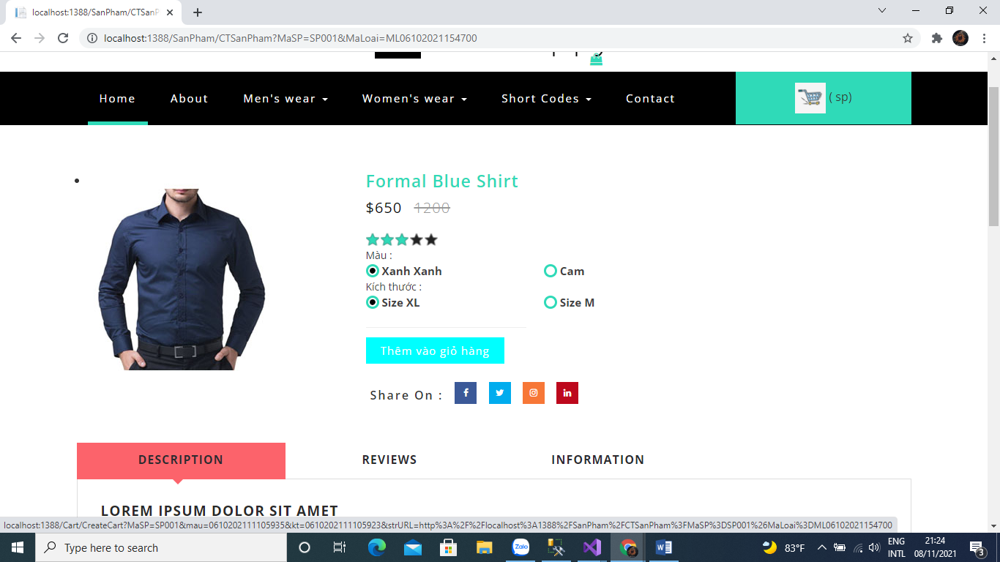 localhost:1388/SanPham/CTSanP
localhost:1388/SanPham/CTSanPham?MaSP=SP001&MaLoai=ML06102021154700
Home About Men's wear Women's wear Short Codes Contact ( sp)
Formal Blue Shirt
$650 1200
Màu :
Xanh Xanh Cam
Kích thước :
Size XL Size M
Thêm vào giỏ hàng
Share On :
DESCRIPTION REVIEWS INFORMATION
LOREM IPSUM DOLOR SIT AMET
localhost:1388/Cart/CreateCart?MaSP=SP001&mau=0610202111105935&kt=0610202111105923&strURL=http%3A%2F%2Flocalhost%3A1388%2FSanPham%2FCTSanPham%3FMaSP%3DSP001%26MaLoai%3DML06102021154700
Type here to search Zalo 83°F ENG 21:24
INTL 08/11/2021 3